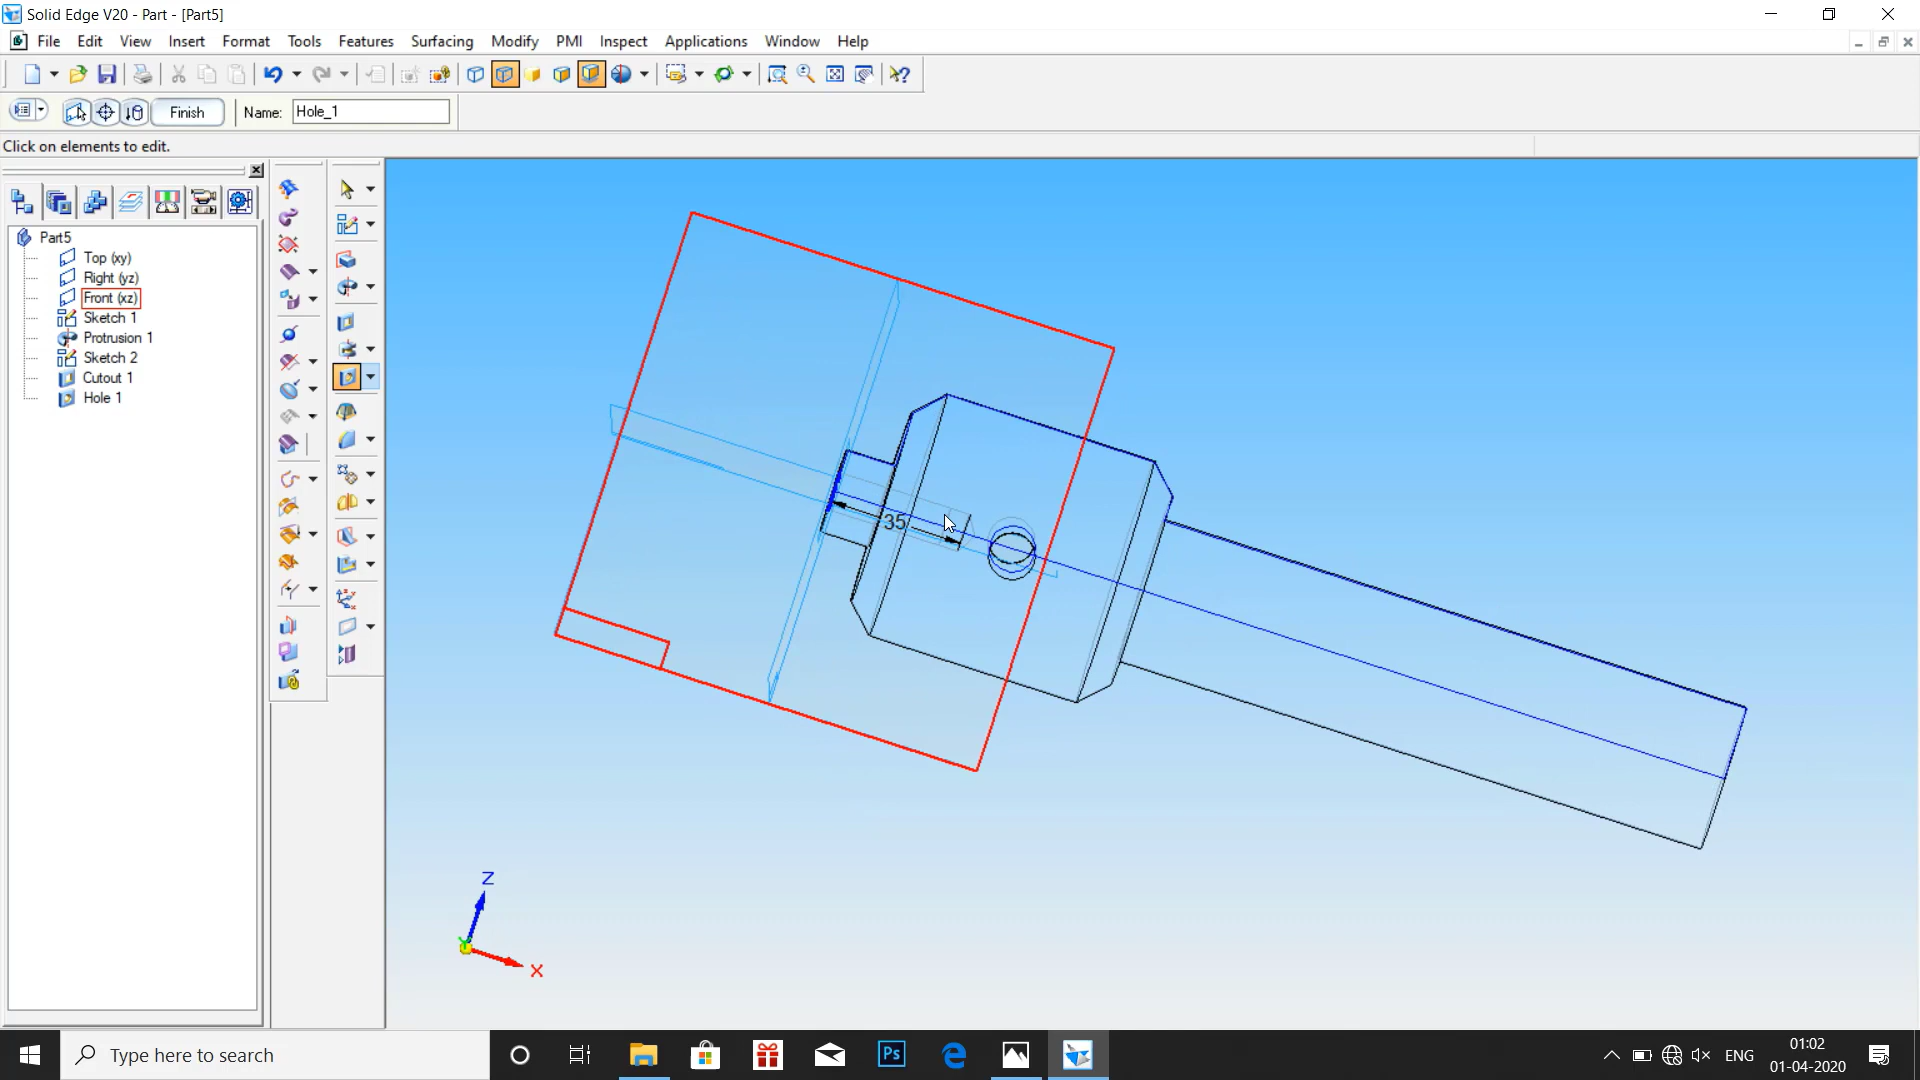 Solid Edge V20 - Part - [Part5]
File Edit View Insert Format Tools Features Surfacing Modify PMI Inspect Applications Window Help
Finish Name: Hole_1
Click on elements to edit.
Part5
Top (xy)
Right (yz)
Front (xz)
Sketch 1
Protrusion 1
Sketch 2
Cutout 1
Hole 1
35
Z
Y
X
Type here to search
Ps
ENG
01:02
01-04-2020